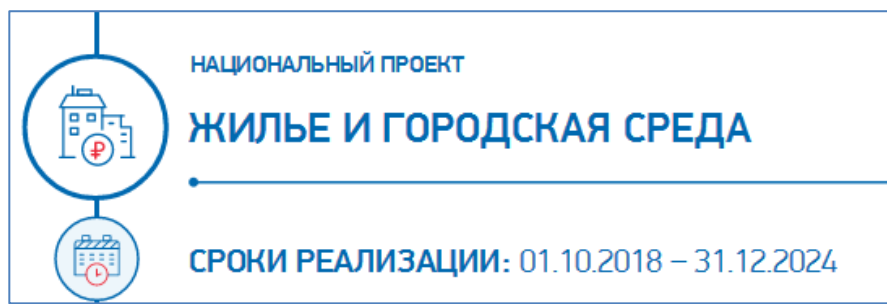 НАЦИОНАЛЬНЫЙ ПРОЕКТ
ЖИЛЬЕ И ГОРОДСКАЯ СРЕДА
СРОКИ РЕАЛИЗАЦИИ: 01.10.2018 – 31.12.2024